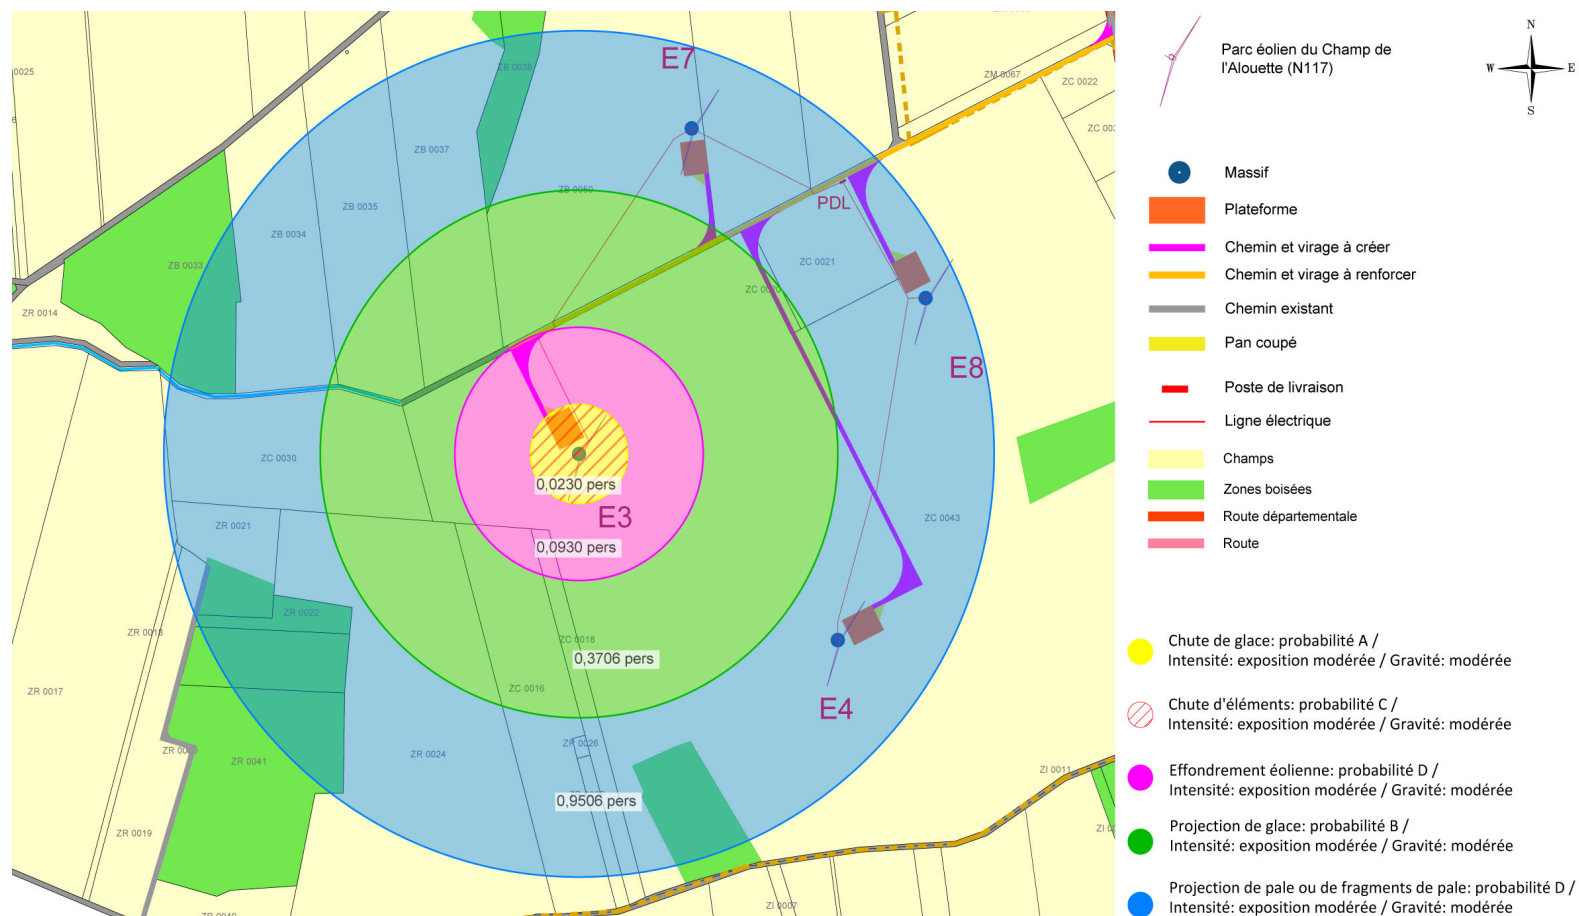 E7
0025
ZB 0038
ZM 0067
ZC 0022
ZB 0037
ZB 0050
ZB 0035
PDL
ZB 0034
ZC 0021
ZB 0033
ZC 0020
ZR 0014
E8
ZC 0030
0,0230 pers
E3
ZC 0043
ZR 0021
0,0930 pers
ZR 0022
ZR 0018
ZC 0018
0,3706 pers
ZR 0017
ZC 0016
E4
ZR 0026
ZR 0024
ZR 0041
ZI 0011
0,9506 pers
ZR 0019
ZR 0040
ZI 0007
Parc éolien du Champ de
l'Alouette (N117)
N
W
E
S
Massif
Plateforme
Chemin et virage à créer
Chemin et virage à renforcer
Chemin existant
Pan coupé
Poste de livraison
Ligne électrique
Champs
Zones boisées
Route départementale
Route
Chute de glace: probabilité A /
Intensité: exposition modérée / Gravité: modérée
Chute d'éléments: probabilité C /
Intensité: exposition modérée / Gravité: modérée
Effondrement éolienne: probabilité D /
Intensité: exposition modérée / Gravité: modérée
Projection de glace: probabilité B /
Intensité: exposition modérée / Gravité: modérée
Projection de pale ou de fragments de pale: probabilité D /
Intensité: exposition modérée / Gravité: modérée